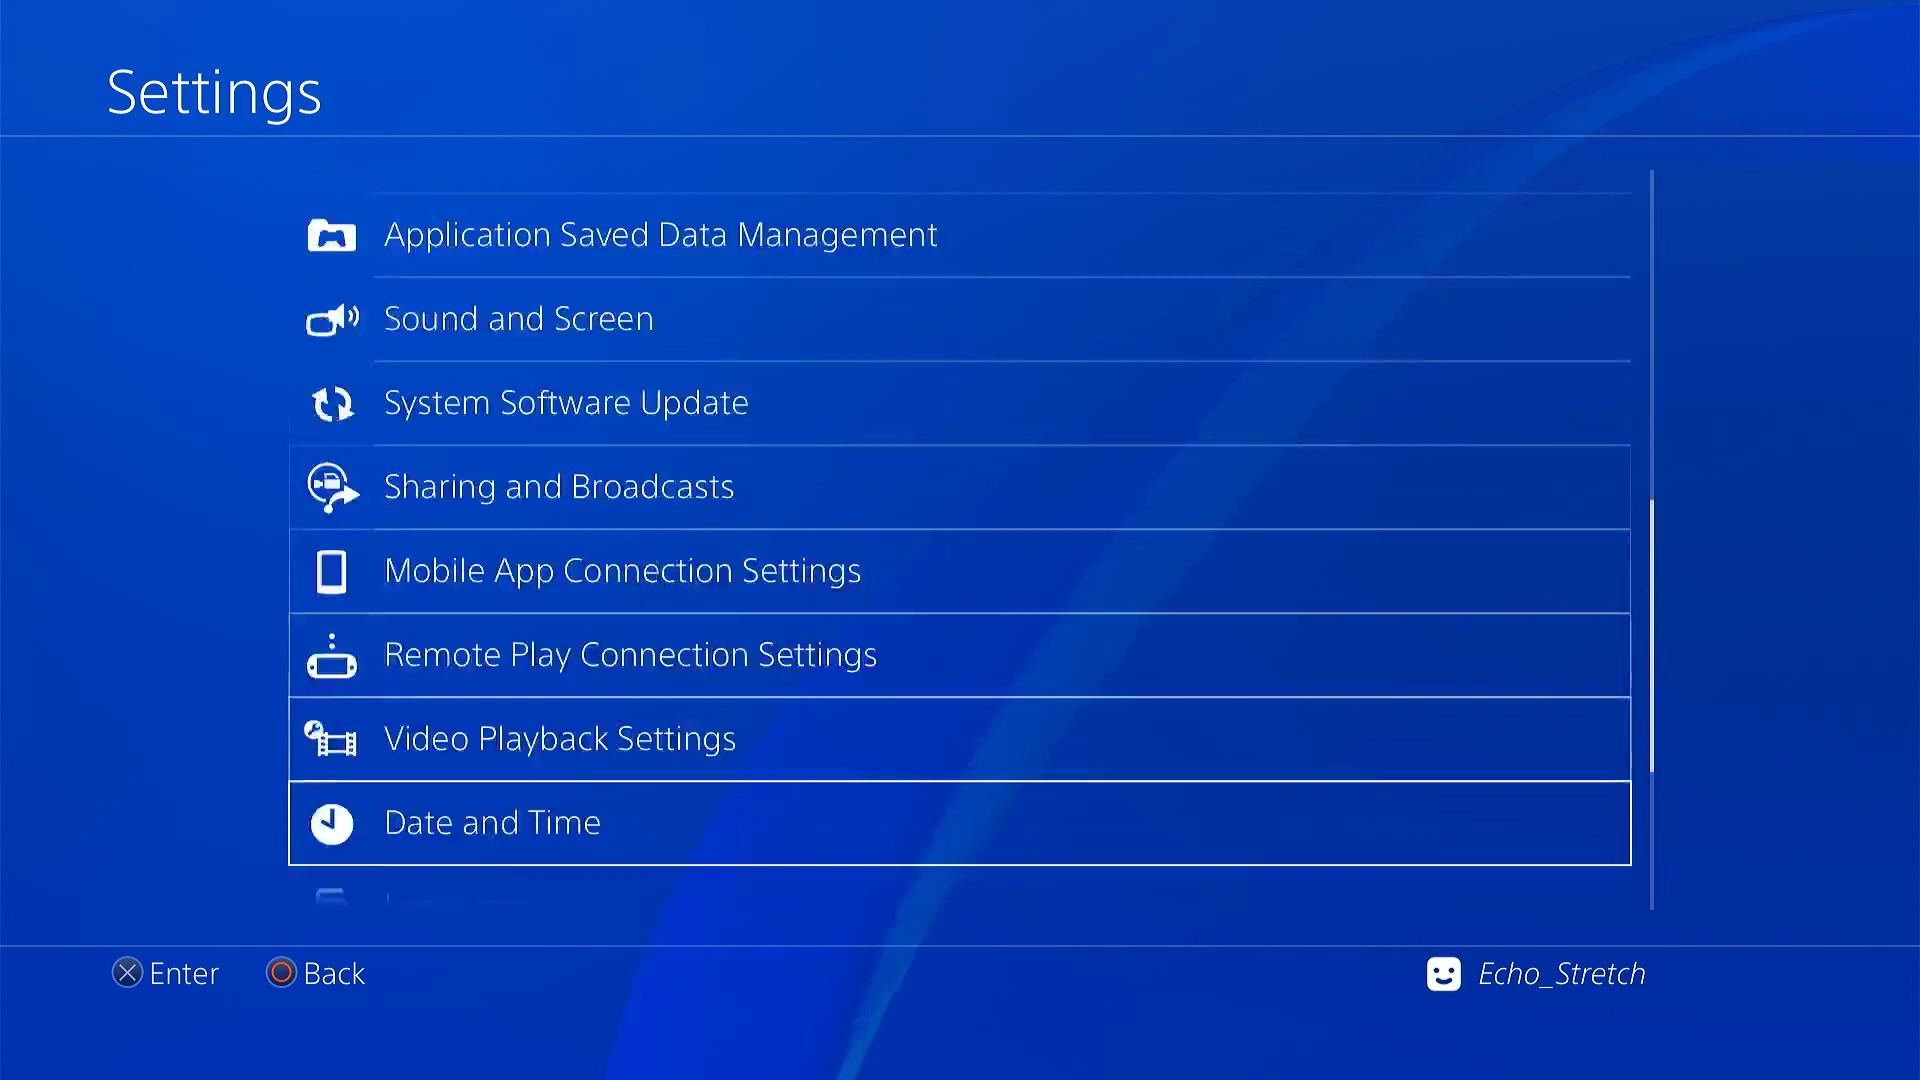 Settings
Application Saved Data Management
Sound and Screen
System Software Update
Sharing and Broadcasts
Mobile App Connection Settings
Remote Play Connection Settings
Video Playback Settings
Date and Time
Enter Back Echo_Stretch